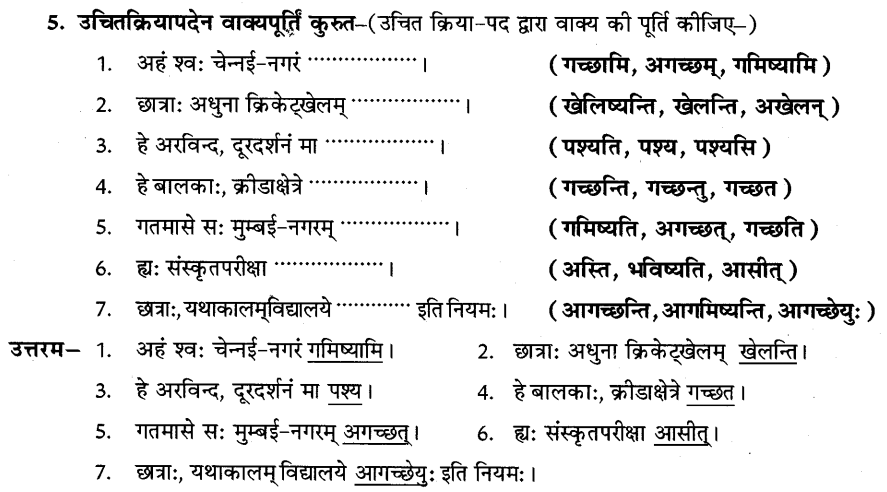 5. उचितक्रियापदेन वाक्यपूर्तिं कुरुत–(उचित क्रिया-पद द्वारा वाक्य की पूर्ति कीजिए–)
1. अहं श्वः चेन्नई-नगरं ·················· । (गच्छामि, अगच्छम्, गमिष्यामि)
2. छात्राः अधुना क्रिकेट्खेलम् ·················· । (खेलिष्यन्ति, खेलन्ति, अखेलन्)
3. हे अरविन्द, दूरदर्शनं मा ·················· । (पश्यति, पश्य, पश्यसि)
4. हे बालकाः, क्रीडाक्षेत्रे ·················· । (गच्छन्ति, गच्छन्तु, गच्छत)
5. गतमासे सः मुम्बई-नगरम् ·················· । (गमिष्यति, अगच्छत्, गच्छति)
6. ह्यः संस्कृतपरीक्षा ·················· । (अस्ति, भविष्यति, आसीत्)
7. छात्राः, यथाकालम्विद्यालये ············ इति नियमः। (आगच्छन्ति, आगमिष्यन्ति, आगच्छेयुः)
उत्तरम– 1. अहं श्वः चेन्नई-नगरं गमिष्यामि। 2. छात्राः अधुना क्रिकेट्खेलम् खेलन्ति।
3. हे अरविन्द, दूरदर्शनं मा पश्य। 4. हे बालकाः, क्रीडाक्षेत्रे गच्छत।
5. गतमासे सः मुम्बई-नगरम् अगच्छत्। 6. ह्यः संस्कृतपरीक्षा आसीत्।
7. छात्राः, यथाकालम् विद्यालये आगच्छेयुः इति नियमः।